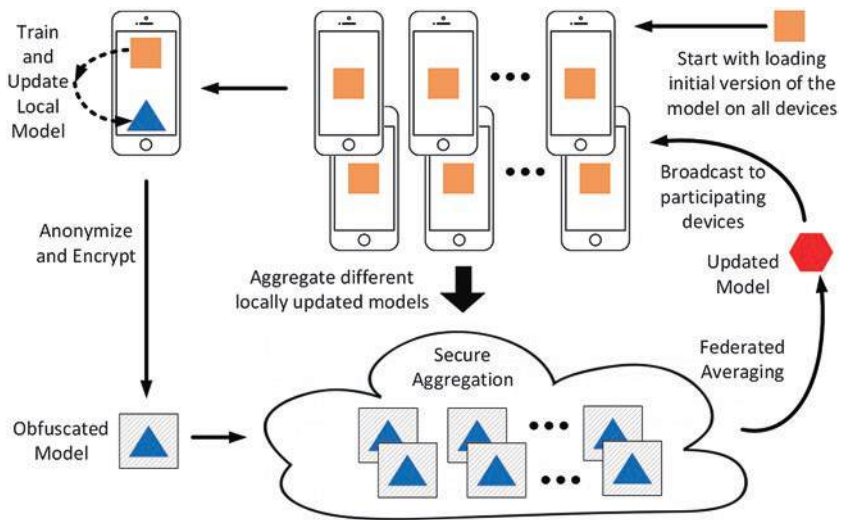 Train
and
Update
Local
Model
Start with loading
initial version of the
model on all devices
Broadcast to
participating
devices
Anonymize
and Encrypt
Aggregate different
locally updated models
Updated
Model
Secure
Aggregation
Federated
Averaging
Obfuscated
Model